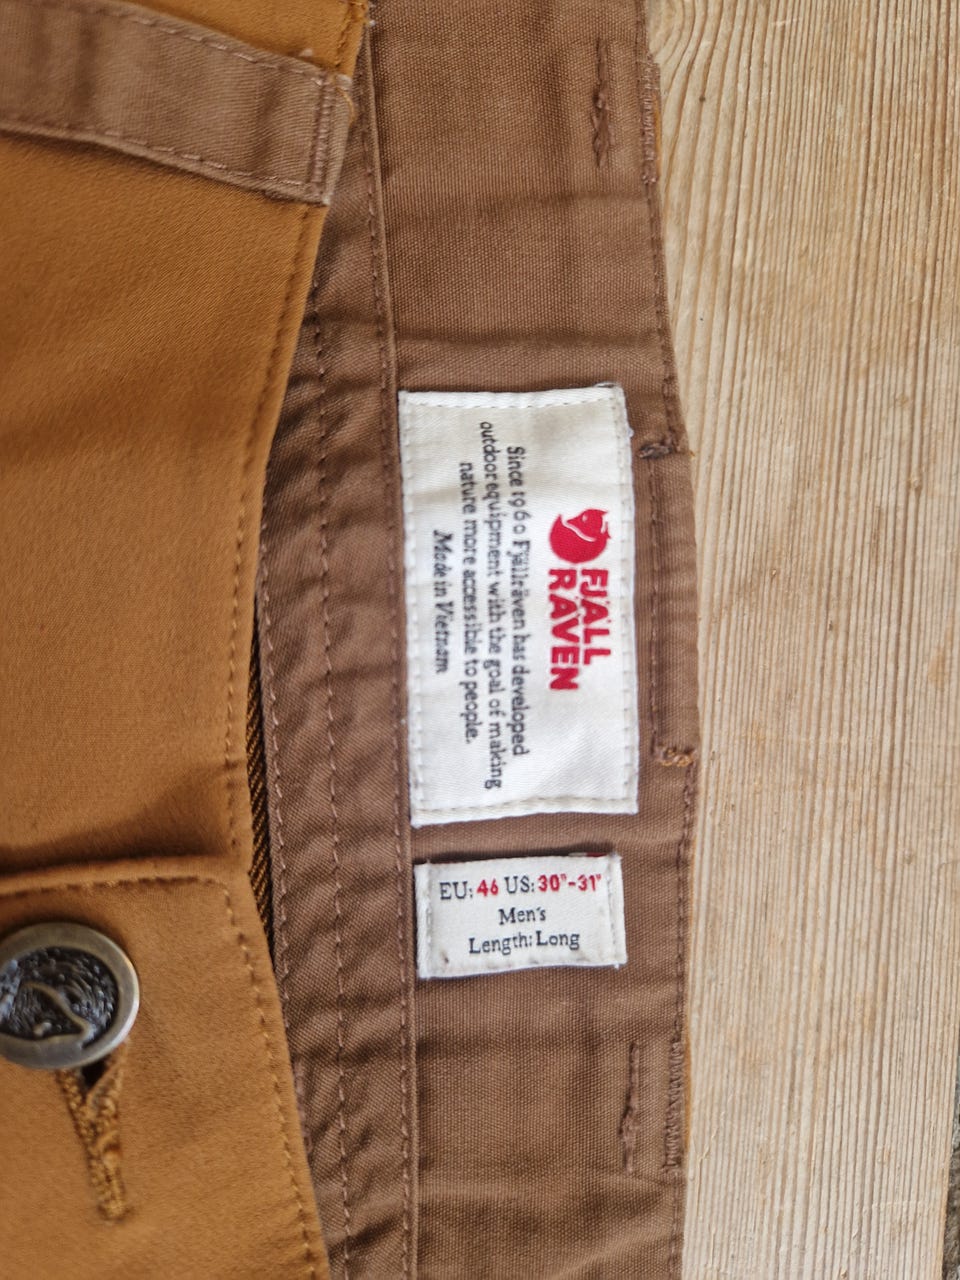 FJÄLL
RÄVEN
Since 1960 Fjällräven has developed
outdoor equipment with the goal of making
nature more accessible to people.
Made in Vietnam
EU: 46 US: 30"-31"
Men's
Length: Long